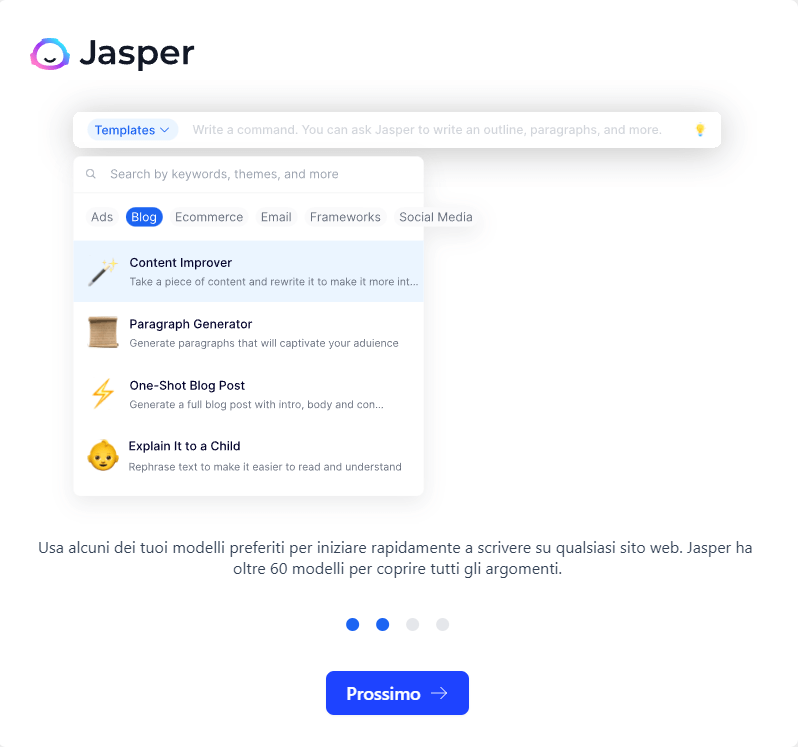 Jasper
Templates Write a command. You can ask Jasper to write an outline, paragraphs, and more.
Search by keywords, themes, and more
Ads Blog Ecommerce Email Frameworks Social Media
Content Improver
Take a piece of content and rewrite it to make it more int...
Paragraph Generator
Generate paragraphs that will captivate your aduience
One-Shot Blog Post
Generate a full blog post with intro, body and con...
Explain It to a Child
Rephrase text to make it easier to read and understand
Usa alcuni dei tuoi modelli preferiti per iniziare rapidamente a scrivere su qualsiasi sito web. Jasper ha
oltre 60 modelli per coprire tutti gli argomenti.
Prossimo